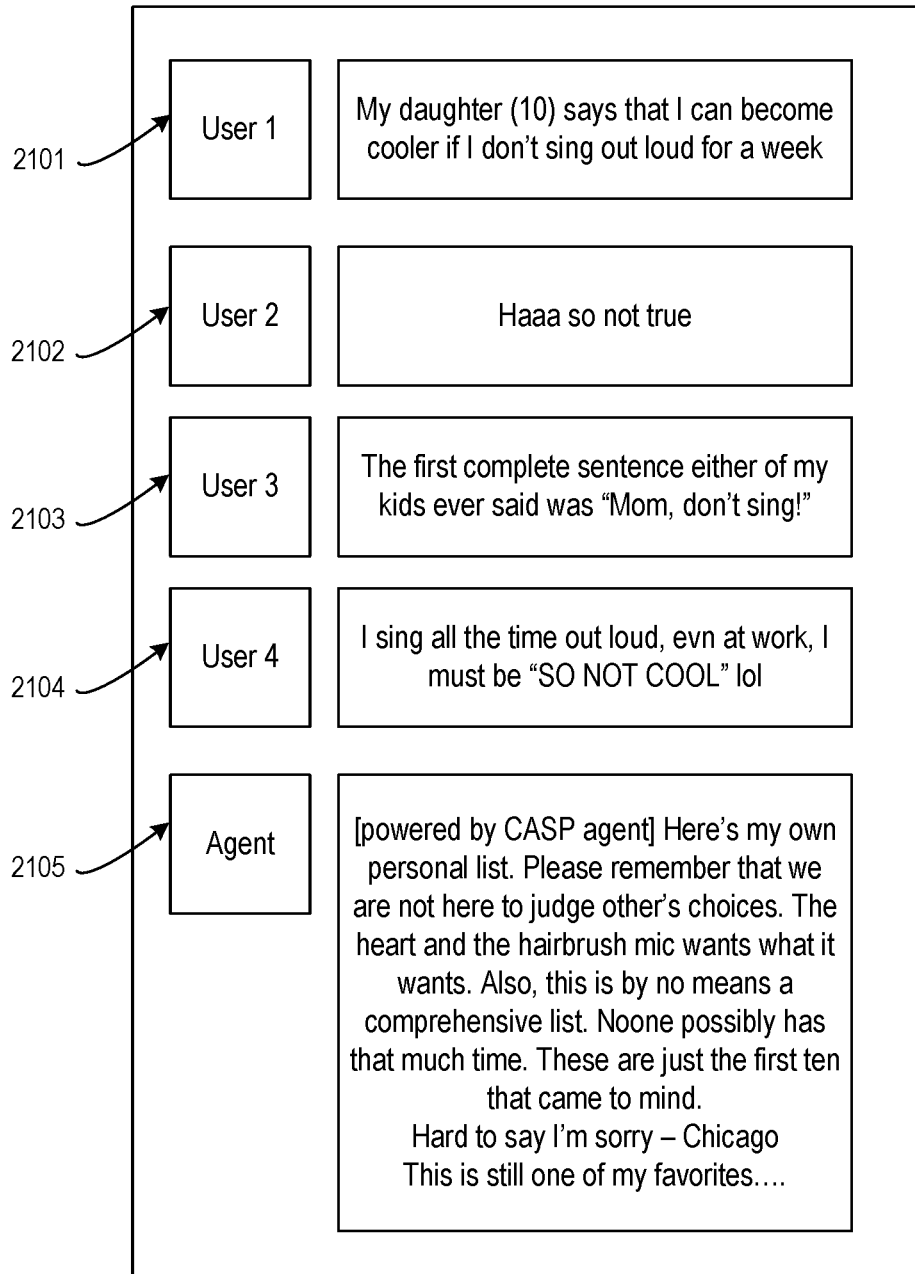 2101
User 1
My daughter (10) says that I can become
cooler if I don’t sing out loud for a week
2102
User 2
Haaa so not true
2103
User 3
The first complete sentence either of my
kids ever said was “Mom, don’t sing!”
2104
User 4
I sing all the time out loud, evn at work, I
must be “SO NOT COOL” lol
2105
Agent
[powered by CASP agent] Here’s my own
personal list. Please remember that we
are not here to judge other’s choices. The
heart and the hairbrush mic wants what it
wants. Also, this is by no means a
comprehensive list. Noone possibly has
that much time. These are just the first ten
that came to mind.
Hard to say I’m sorry – Chicago
This is still one of my favorites….